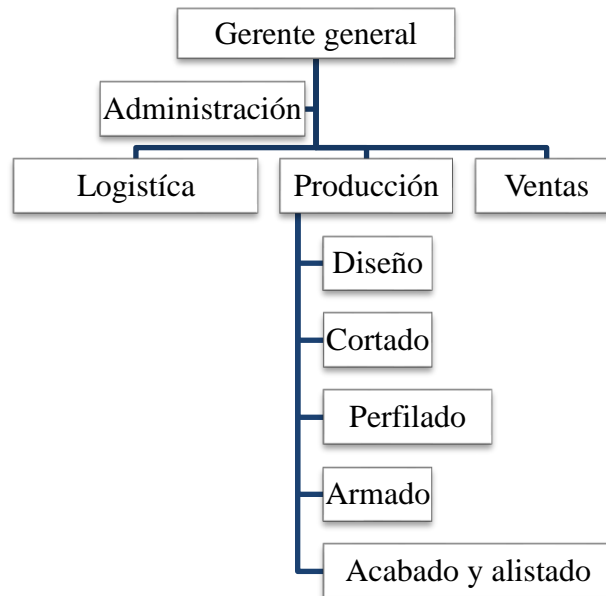 Gerente general
Administración
Logistíca
Producción
Ventas
Diseño
Cortado
Perfilado
Armado
Acabado y alistado